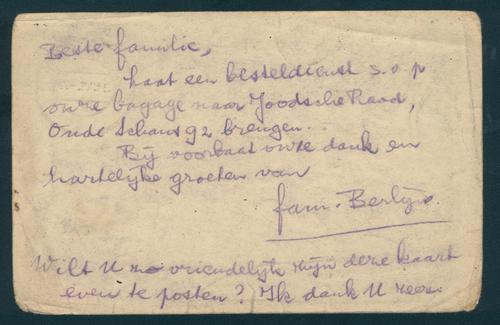 Beste familie,
laat een besteldienst s.v.p
onze bagage naar Joodsche Raad,
Oude Schans 92 brengen.
Bij voorbaat onze dank en
hartelijke groeten van
fam. Berlijn.
Wilt U zo vriendelijk zijn deze kaart
even te posten? Ik dank U zeer.